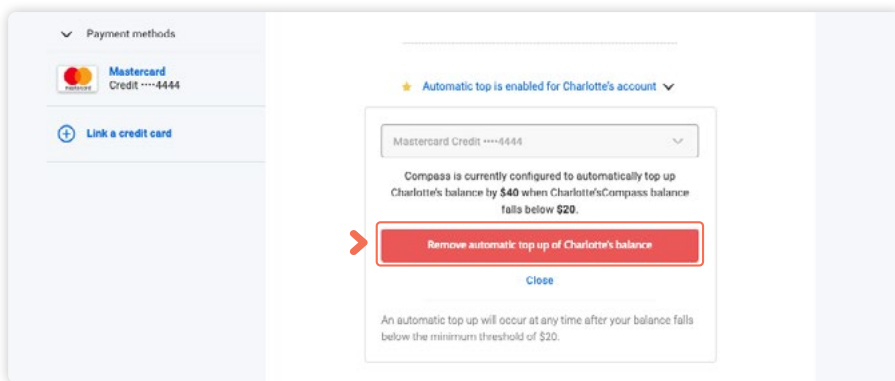 Payment methods
Mastercard
Credit ····4444
mastercard
Link a credit card
Automatic top is enabled for Charlotte's account
Mastercard Credit ····4444
Compass is currently configured to automatically top up
Charlotte's balance by $40 when Charlotte'sCompass balance
falls below $20.
Remove automatic top up of Charlotte's balance
Close
An automatic top up will occur at any time after your balance falls
below the minimum threshold of $20.